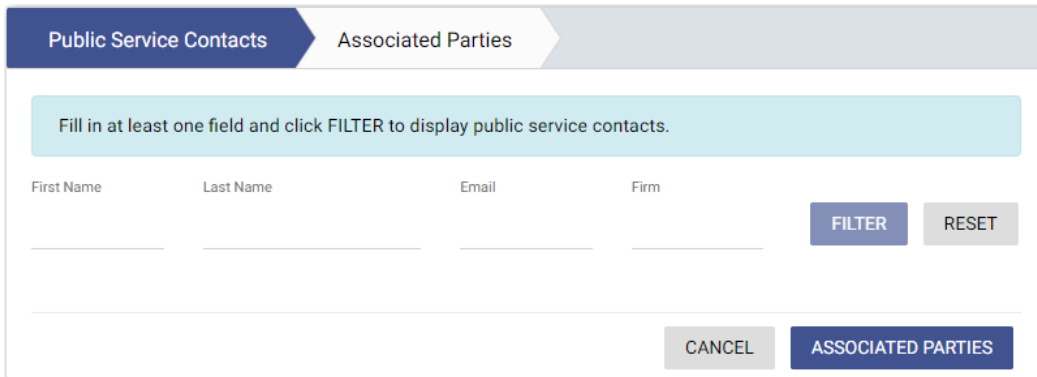 Public Service Contacts
Associated Parties
Fill in at least one field and click FILTER to display public service contacts.
First Name
Last Name
Email
Firm
FILTER
RESET
CANCEL
ASSOCIATED PARTIES